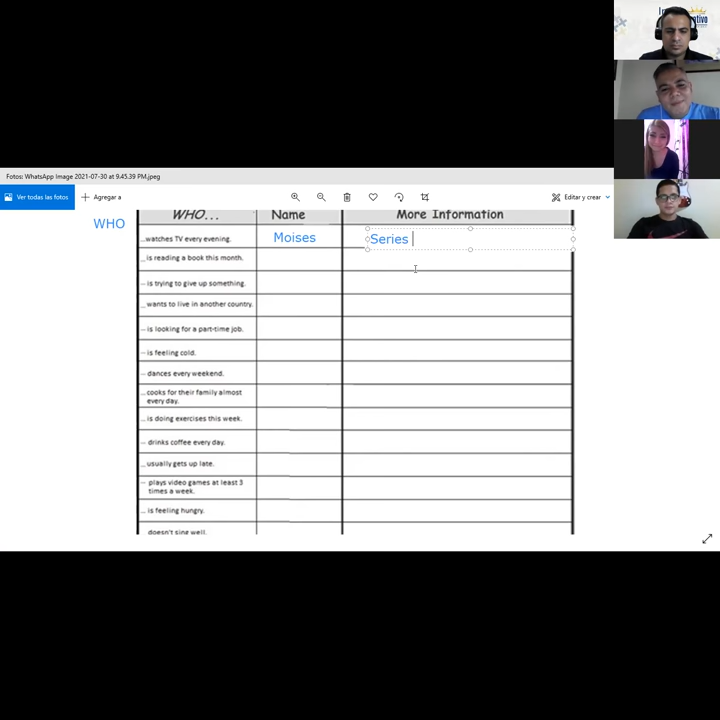 Fotos: WhatsApp Image 2021-07-30 at 9.45.39 PM.jpeg
Ver todas las fotos
Agregar a
Editar y crear
WHO
WHO... Name More Information
...watches TV every evening. Moises Series
... is reading a book this month.
... is trying to give up something.
...wants to live in another country.
... is looking for a part-time job.
... is feeling cold.
... dances every weekend.
... cooks for their family almost
every day.
... is doing exercises this week.
... drinks coffee every day.
... usually gets up late.
... plays video games at least 3
times a week.
... is feeling hungry.
doesn't sing well.